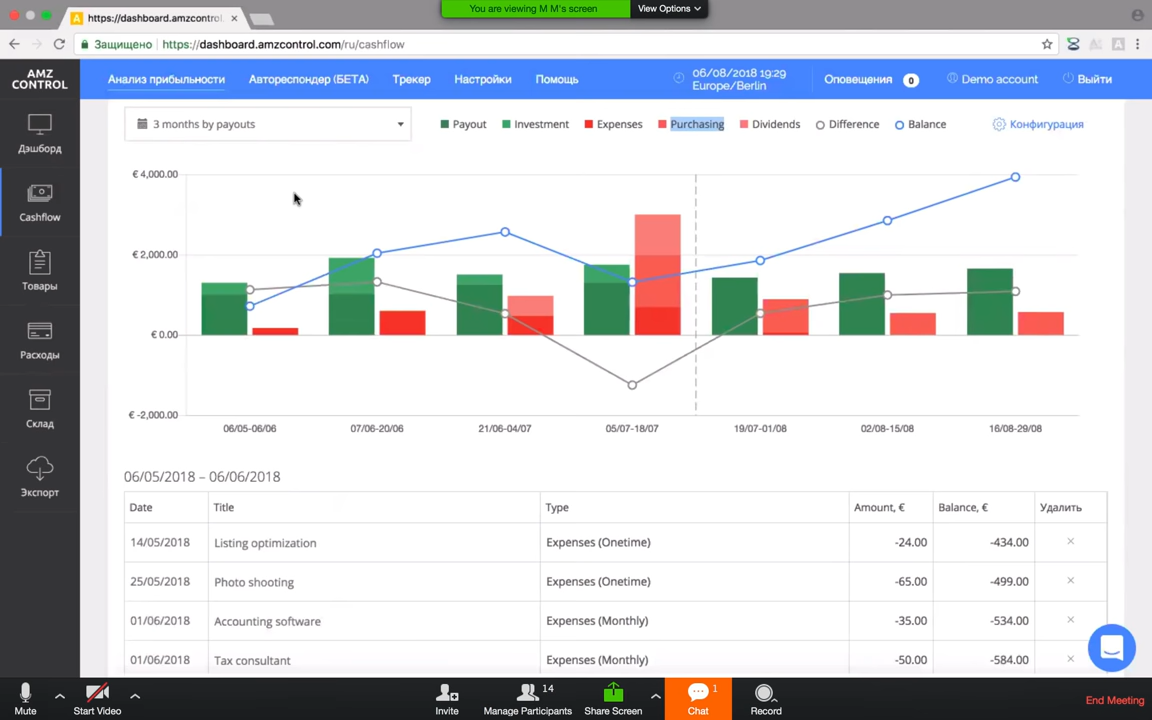 You are viewing M M's screen
View Options
https://dashboard.amzcontrol.
Защищено https://dashboard.amzcontrol.com/ru/cashflow
AMZ
CONTROL
Анализ прибыльности
Автореспондер (БЕТА)
Трекер
Настройки
Помощь
06/08/2018 19:29
Europe/Berlin
Оповещения 0
Demo account
Выйти
Дэшборд
Cashflow
Товары
Расходы
Склад
Экспорт
3 months by payouts
Payout Investment Expenses Purchasing Dividends Difference Balance
Конфигурация
€ 4,000.00
€ 2,000.00
€ 0.00
€ -2,000.00
06/05-06/06 07/06-20/06 21/06-04/07 05/07-18/07 19/07-01/08 02/08-15/08 16/08-29/08
06/05/2018 – 06/06/2018
Date Title Type Amount, € Balance, € Удалить
14/05/2018 Listing optimization Expenses (Onetime) -24.00 -434.00 ×
25/05/2018 Photo shooting Expenses (Onetime) -65.00 -499.00 ×
01/06/2018 Accounting software Expenses (Monthly) -35.00 -534.00 ×
01/06/2018 Tax consultant Expenses (Monthly) -50.00 -584.00 ×
Mute
Start Video
Invite
14
Manage Participants
Share Screen
1
Chat
Record
End Meeting